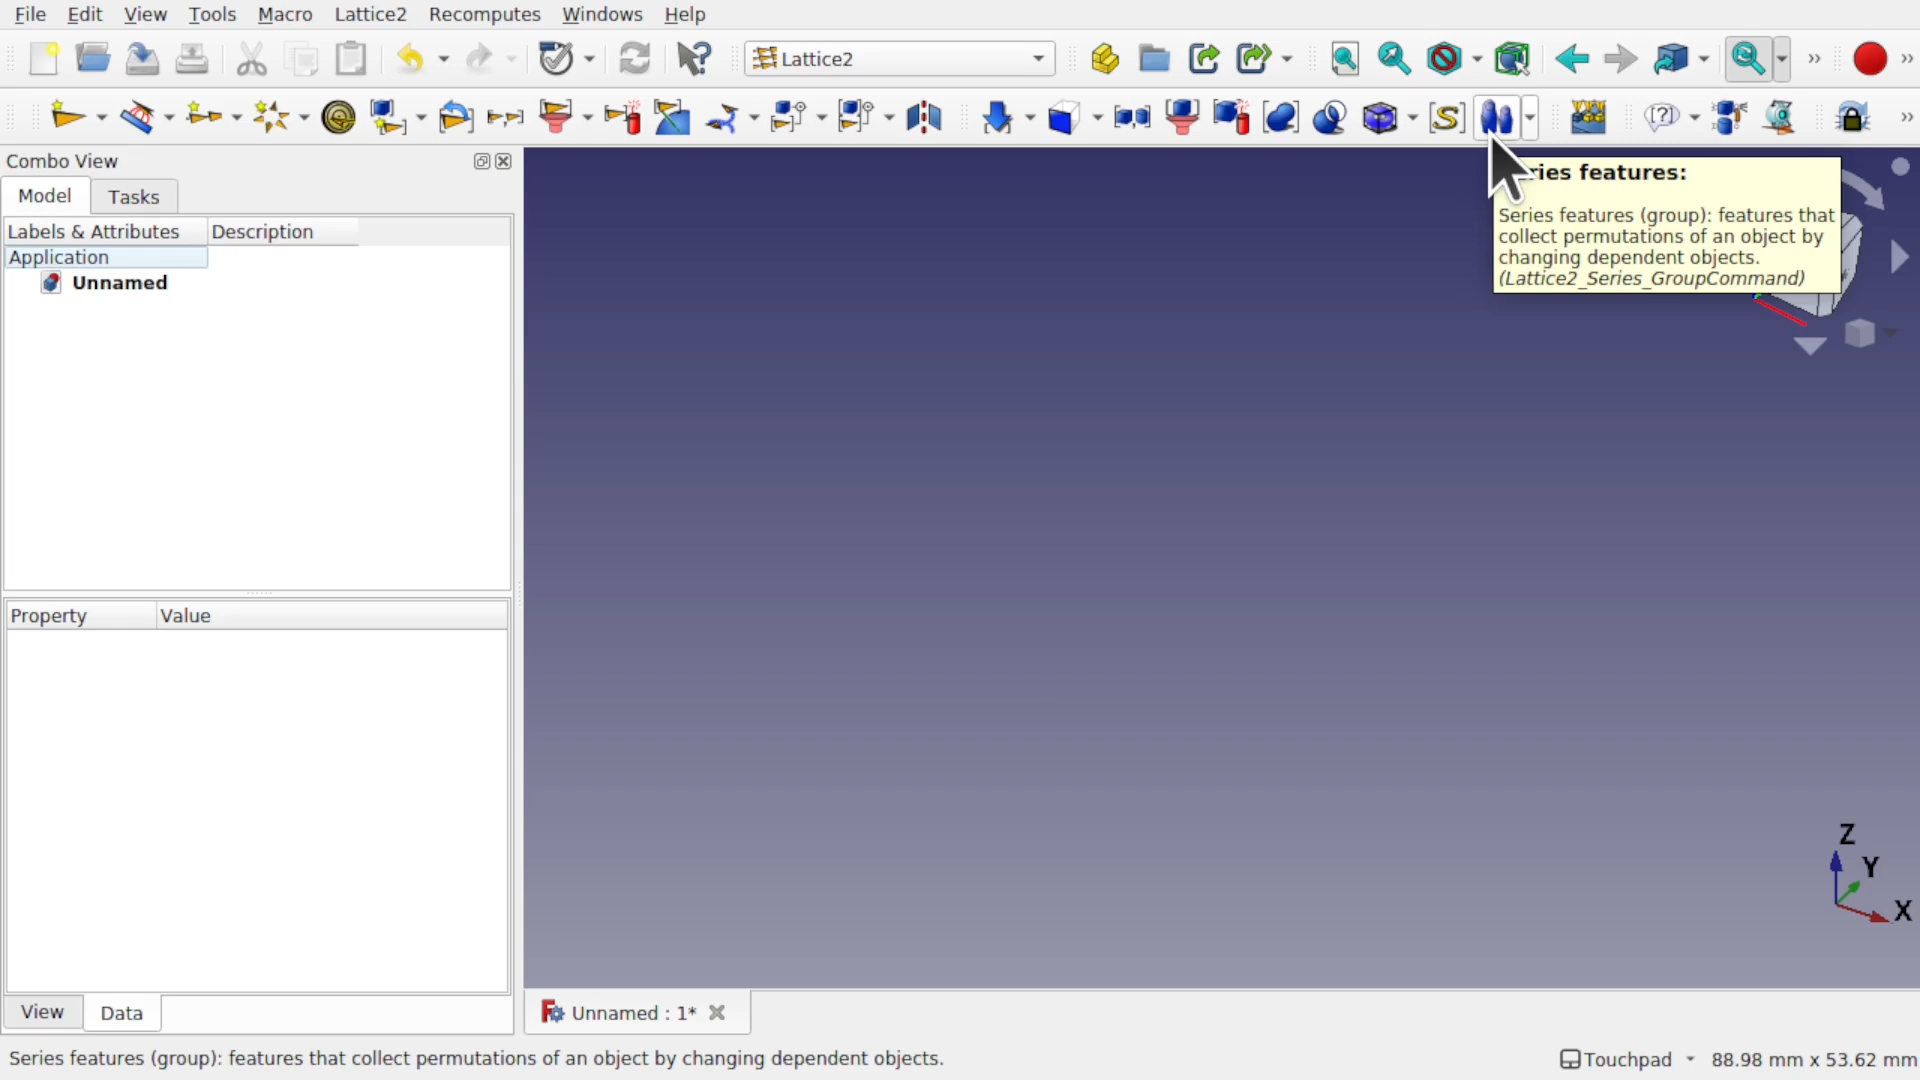 File Edit View Tools Macro Lattice2 Recomputes Windows Help
Lattice2
Combo View
Model Tasks
Labels & Attributes Description
Application
Unnamed
ries features:
Series features (group): features that
collect permutations of an object by
changing dependent objects.
(Lattice2_Series_GroupCommand)
Property Value
Z
Y
X
View Data
Unnamed : 1*
Series features (group): features that collect permutations of an object by changing dependent objects.
Touchpad 88.98 mm x 53.62 mm